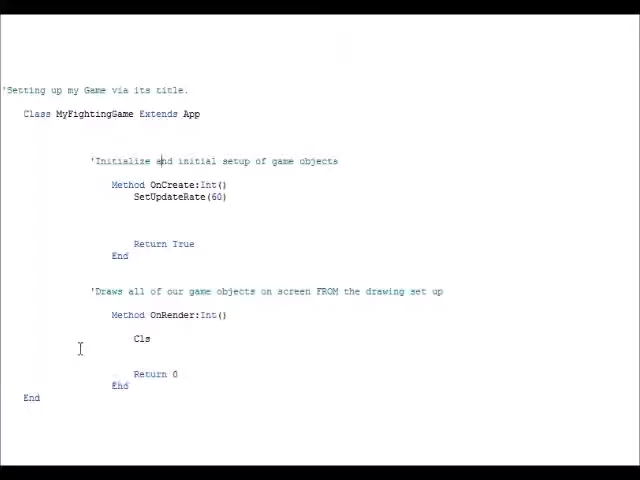 'Setting up my Game via its title.
Class MyFightingGame Extends App
'Initialize and initial setup of game objects
Method OnCreate:Int()
SetUpdateRate(60)
Return True
End
'Draws all of our game objects on screen FROM the drawing set up
Method OnRender:Int()
Cls
Return 0
End
End